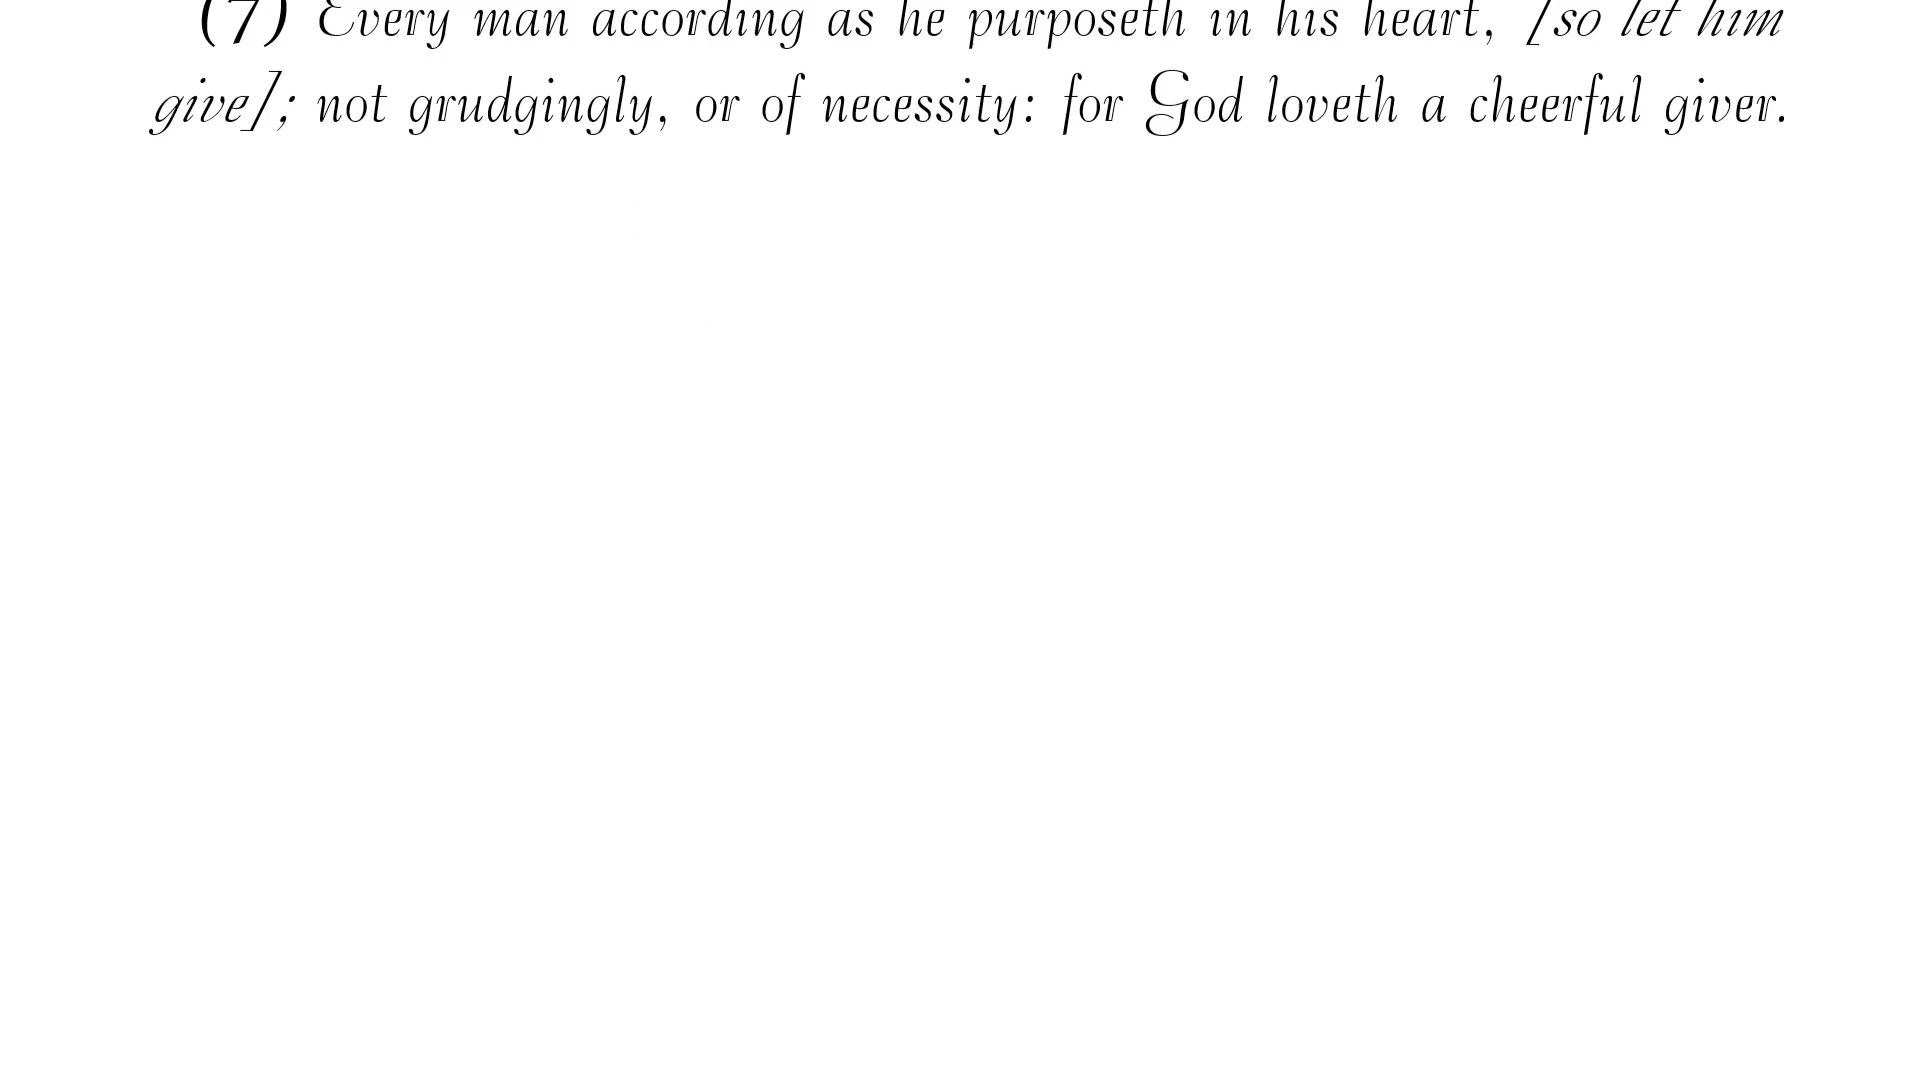 (7) Every man according as he purposeth in his heart, [so let him
give]; not grudgingly, or of necessity: for God loveth a cheerful giver.